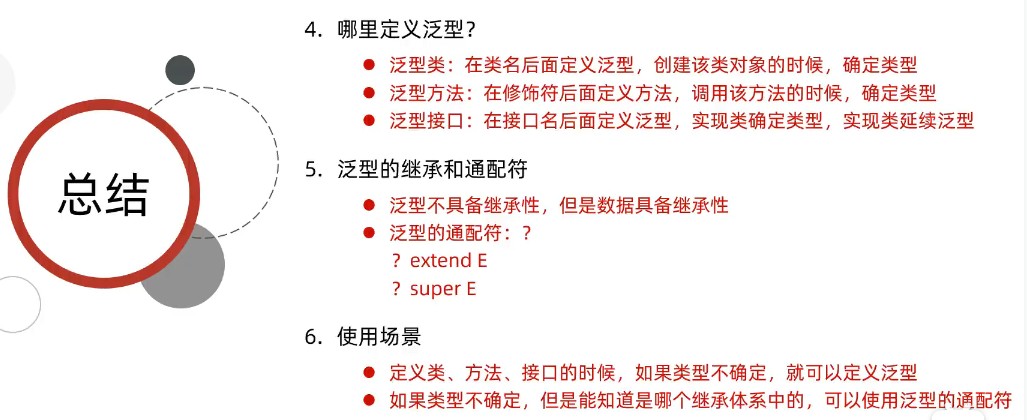 总结
4. 哪里定义泛型？
泛型类：在类名后面定义泛型，创建该类对象的时候，确定类型
泛型方法：在修饰符后面定义方法，调用该方法的时候，确定类型
泛型接口：在接口名后面定义泛型，实现类确定类型，实现类延续泛型
5. 泛型的继承和通配符
泛型不具备继承性，但是数据具备继承性
泛型的通配符：？
？extend E
？super E
6. 使用场景
定义类、方法、接口的时候，如果类型不确定，就可以定义泛型
如果类型不确定，但是能知道是哪个继承体系中的，可以使用泛型的通配符